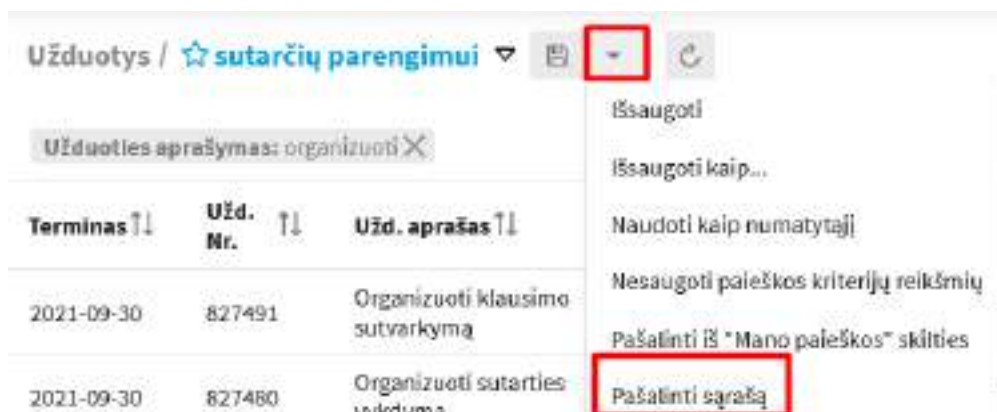 Užduotys / sutarčių parengimui
Užduoties aprašymas: organizuoti
Terminas Užd. Nr. Užd. aprašas
2021-09-30 827491 Organizuoti klausimo
sutvarkymą
2021-09-30 827480 Organizuoti sutarties
vykdymą
Išsaugoti
Išsaugoti kaip...
Naudoti kaip numatytąjį
Nesaugoti paieškos kriterijų reikšmių
Pašalinti iš "Mano paieškos" skilties
Pašalinti sąrašą